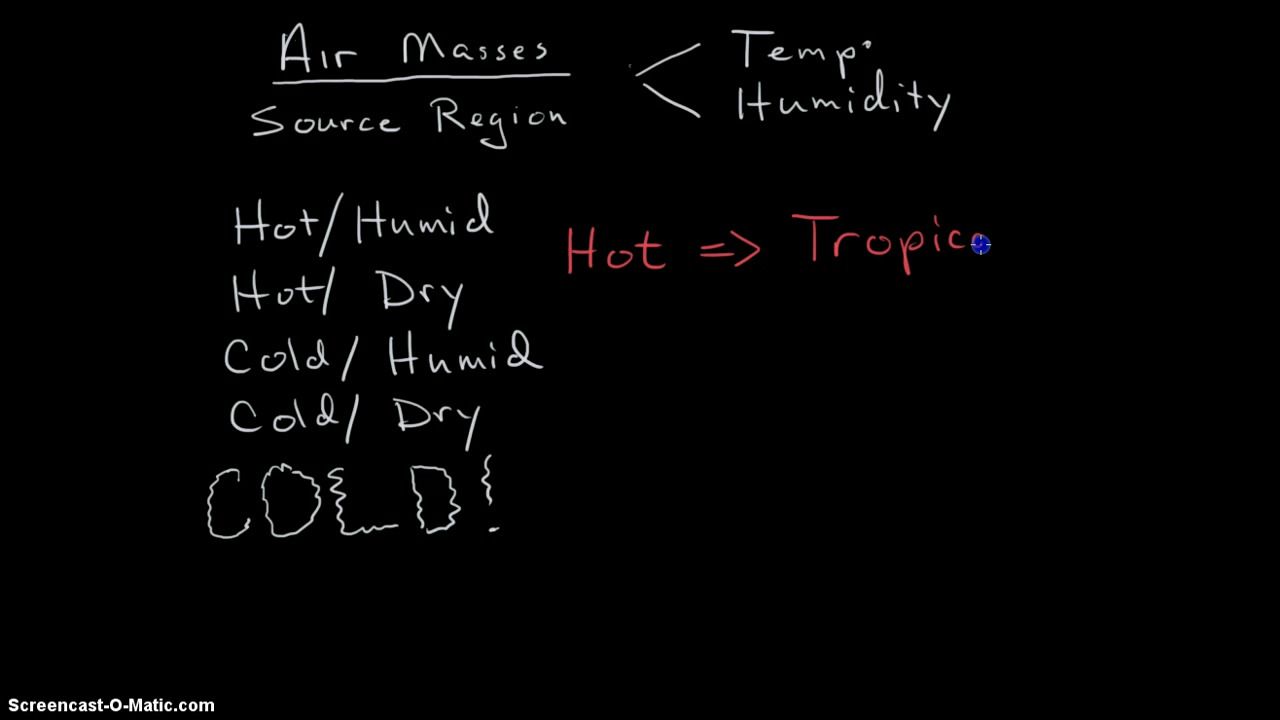 Air Masses
Source Region
Temp.
Humidity
Hot/Humid
Hot/ Dry
Cold/ Humid
Cold/ Dry
COLD!
Hot => Tropic
Screencast-O-Matic.com